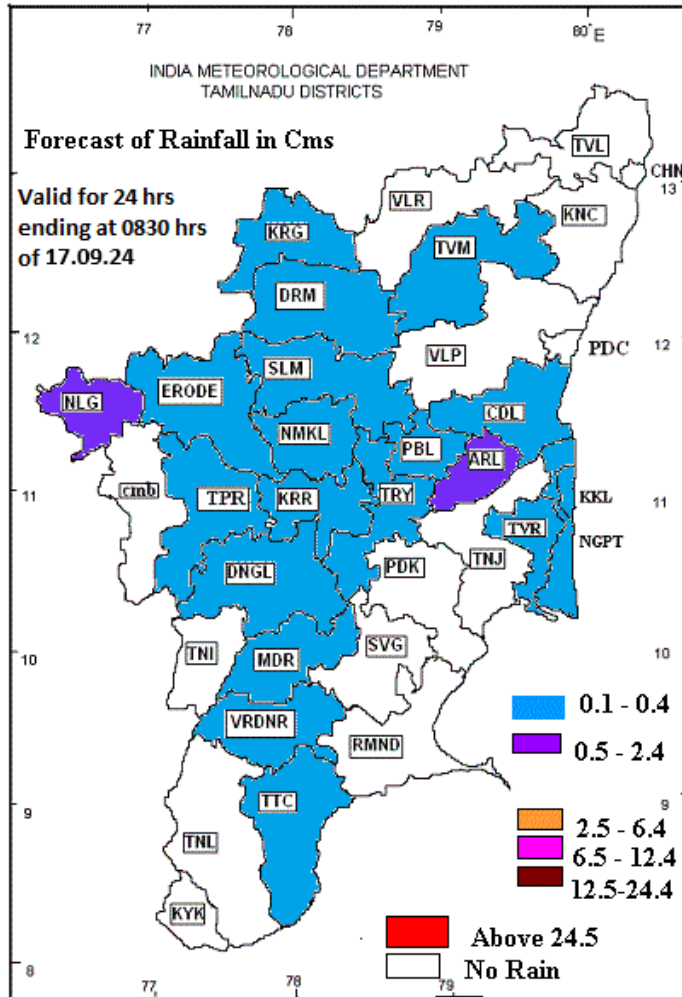 77 78 79 80 E
INDIA METEOROLOGICAL DEPARTMENT
TAMILNADU DISTRICTS
Forecast of Rainfall in Cms
TVL
CHN
13
Valid for 24 hrs
ending at 0830 hrs
of 17.09.24
VLR
KNC
KRG
TVM
DRM
12
12
PDC
VLP
SLM
ERODE
NLG
CDL
NMKL
PBL
ARL
cmb
11
TPR
KRR
TRY
KKL
11
TVR
NGPT
DNGL
PDK
TNJ
10
TNI
MDR
SVG
10
0.1 - 0.4
VRDNR
RMND
0.5 - 2.4
9
TTC
9
2.5 - 6.4
TNL
6.5 - 12.4
12.5-24.4
KYK
Above 24.5
8
No Rain
77 78 79